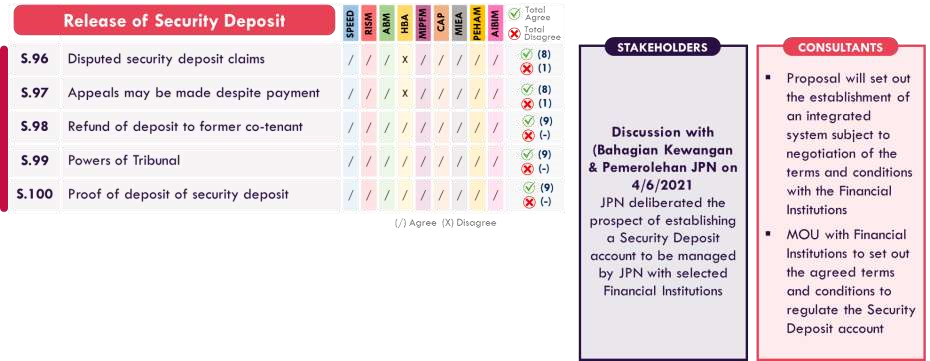 Release of Security Deposit
SPEED RISM ABM HBA MIPFM CAP MIEA PEHAM AIBIM
Total Agree
Total Disagree
S.96 Disputed security deposit claims / / / X / / / / / (8) (1)
S.97 Appeals may be made despite payment / / / X / / / / / (8) (1)
S.98 Refund of deposit to former co-tenant / / / / / / / / / (9) (-)
S.99 Powers of Tribunal / / / / / / / / / (9) (-)
S.100 Proof of deposit of security deposit / / / / / / / / / (9) (-)
(/) Agree (X) Disagree
STAKEHOLDERS
Discussion with
(Bahagian Kewangan
& Pemerolehan JPN on
4/6/2021
JPN deliberated the
prospect of establishing
a Security Deposit
account to be managed
by JPN with selected
Financial Institutions
CONSULTANTS
▪ Proposal will set out
the establishment of
an integrated
system subject to
negotiation of the
terms and conditions
with the Financial
Institutions
▪ MOU with Financial
Institutions to set out
the agreed terms
and conditions to
regulate the Security
Deposit account